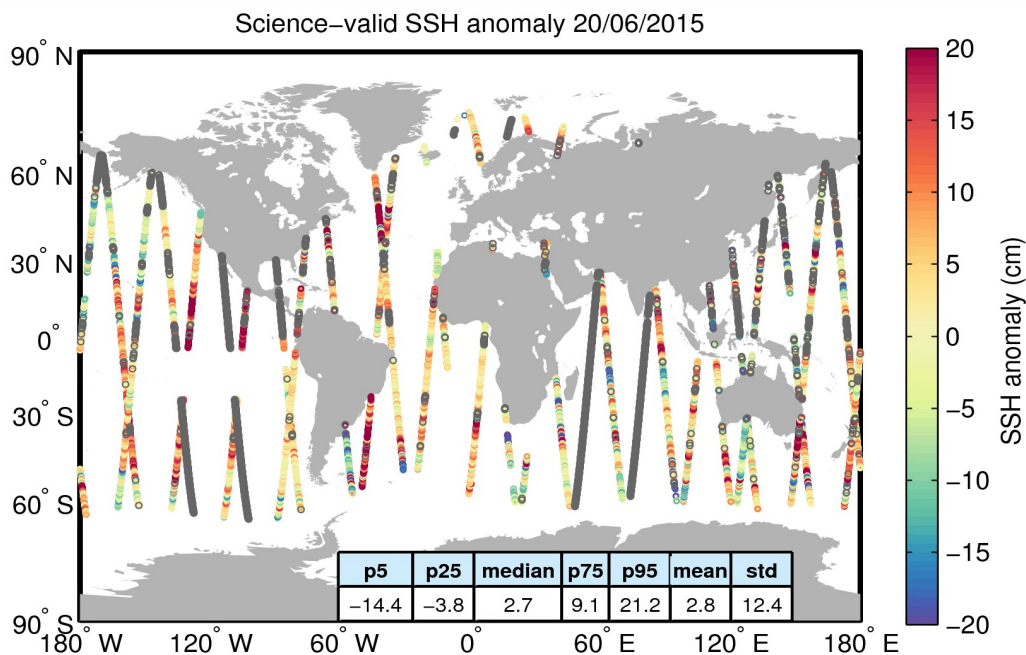 Science−valid SSH anomaly 20/06/2015
90° N
60° N
30° N
0°
30° S
60° S
90° S
180° W
120° W
60° W
0°
60° E
120° E
180° E
p5 p25 median p75 p95 mean std
−14.4 −3.8 2.7 9.1 21.2 2.8 12.4
20
15
10
5
0
−5
−10
−15
−20
SSH anomaly (cm)